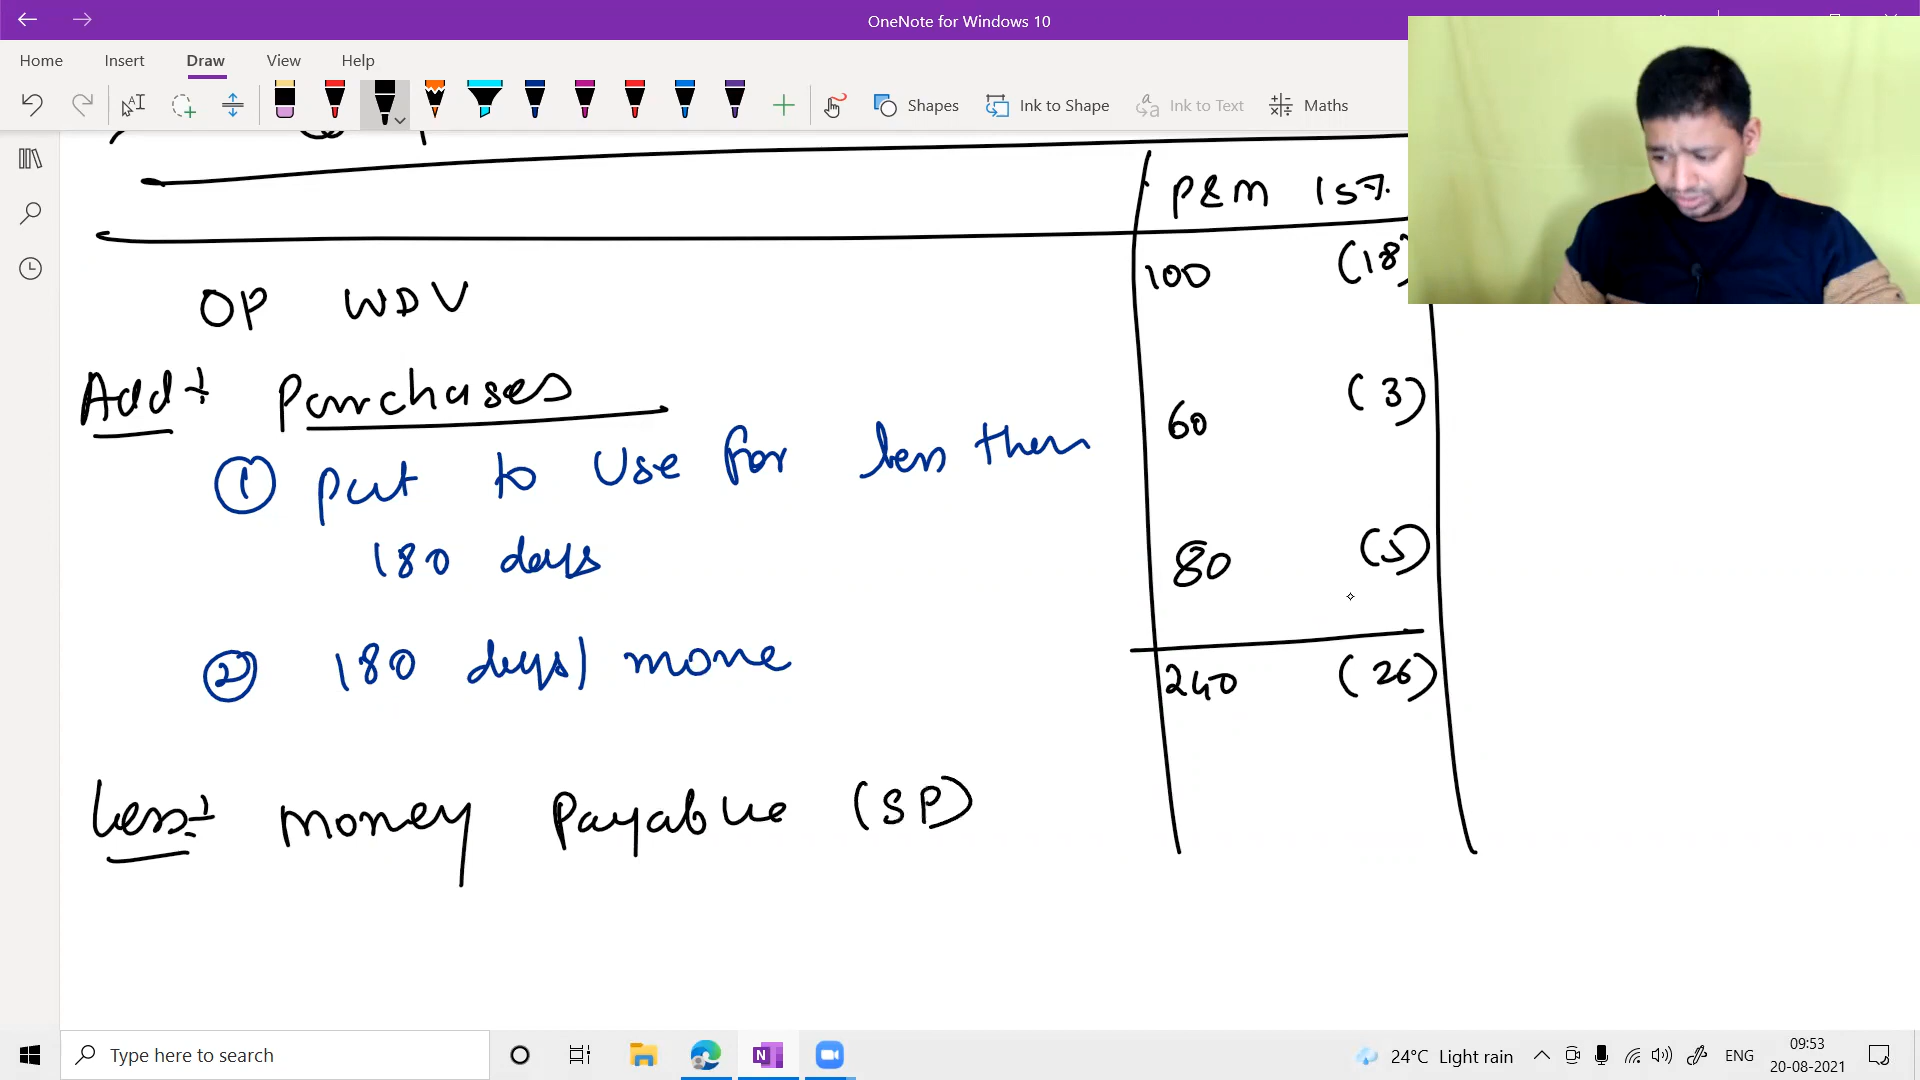 OneNote for Windows 10
Home Insert Draw View Help
Shapes Ink to Shape Ink to Text Maths
P&M 15%
OP WDV 100 (18)
Add:- Purchases 60 (3)
① put to use for less then
180 days 80 (5)
② 180 days/more 240 (26)
Less:- money Payable (SP)
Type here to search
24°C Light rain ENG 09:53
20-08-2021